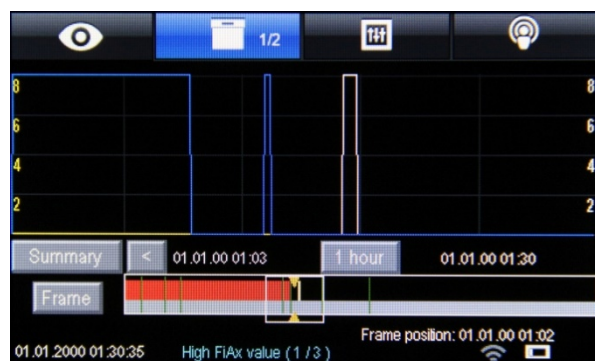 1/2
8 8
6 6
4 4
2 2
Summary < 01.01.00 01:03 1 hour 01.01.00 01:30
Frame
Frame position: 01.01.00 01:02
01.01.2000 01:30:35 High FiAx value ( 1 / 3 )